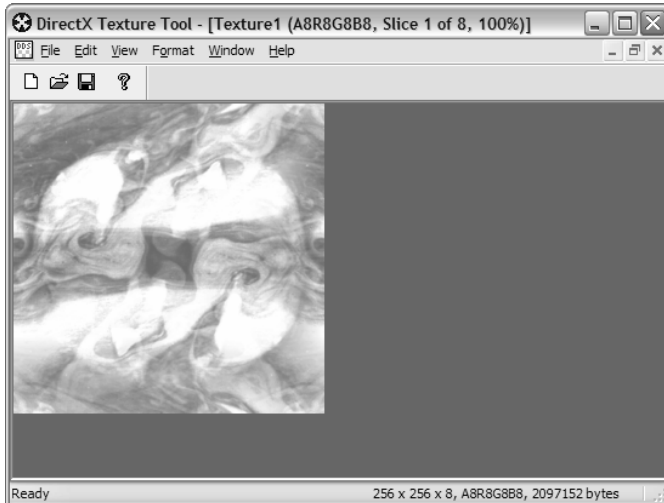 DirectX Texture Tool - [Texture1 (A8R8G8B8, Slice 1 of 8, 100%)]
DDS File Edit View Format Window Help
Ready 256 x 256 x 8, A8R8G8B8, 2097152 bytes